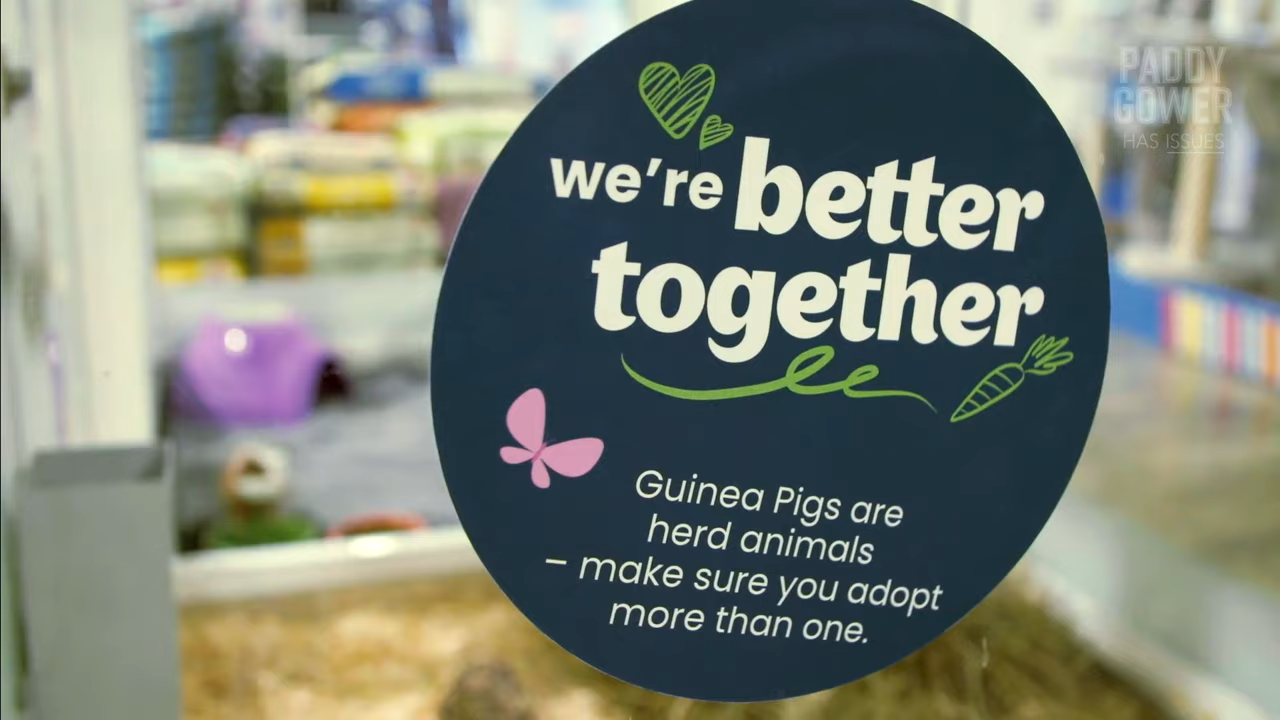 PADDY
GOWER
HAS ISSUES
we're better
together
Guinea Pigs are
herd animals
– make sure you adopt
more than one.